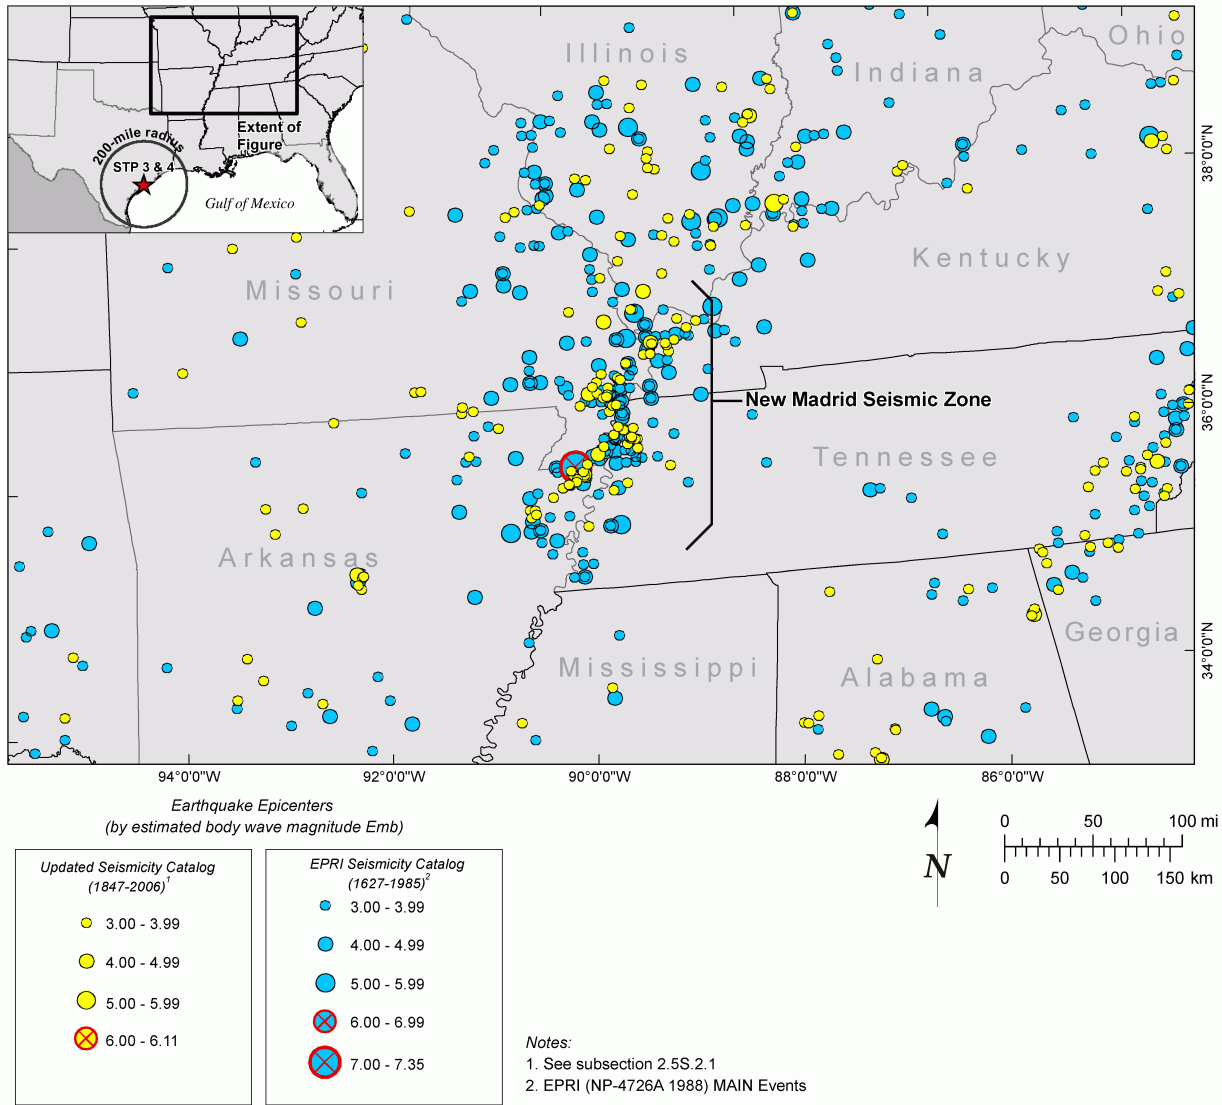 Illinois
Ohio
Indiana
200-mile radius
Extent of
Figure
STP 3 & 4
Gulf of Mexico
38°0'0"N
Kentucky
Missouri
New Madrid Seismic Zone
36°0'0"N
Tennessee
Arkansas
Georgia
Mississippi
Alabama
34°0'0"N
94°0'0"W
92°0'0"W
90°0'0"W
88°0'0"W
86°0'0"W
Earthquake Epicenters
(by estimated body wave magnitude Emb)
Updated Seismicity Catalog
(1847-2006)1
3.00 - 3.99
4.00 - 4.99
5.00 - 5.99
6.00 - 6.11
EPRI Seismicity Catalog
(1627-1985)2
3.00 - 3.99
4.00 - 4.99
5.00 - 5.99
6.00 - 6.99
7.00 - 7.35
N
0 50 100 mi
0 50 100 150 km
Notes:
1. See subsection 2.5S.2.1
2. EPRI (NP-4726A 1988) MAIN Events